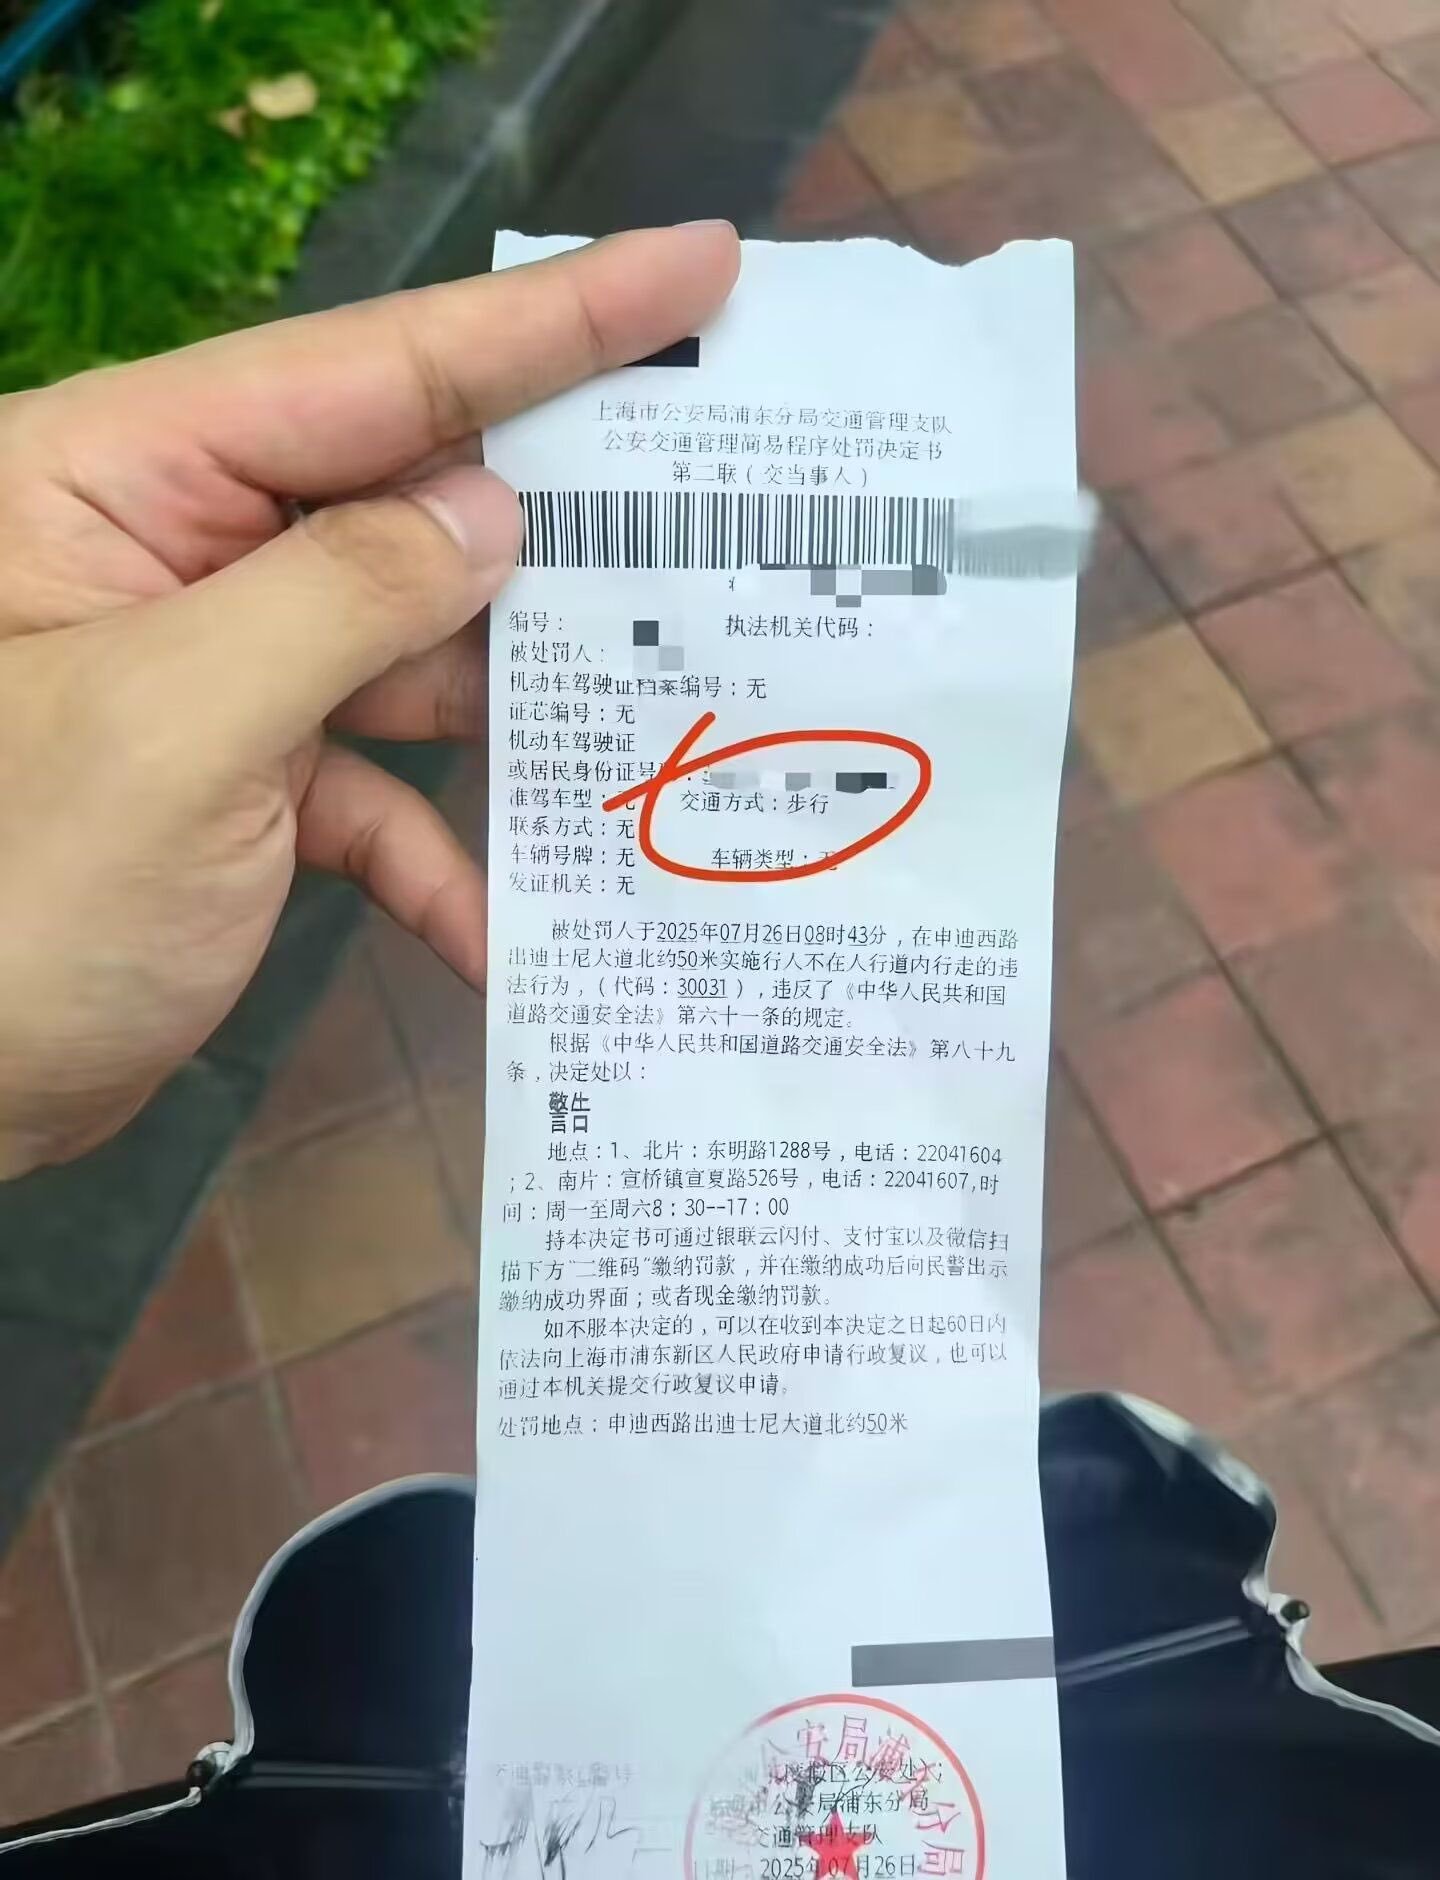 上海市公安局浦东分局交通管理支队
公安交通管理简易程序处罚决定书
第二联（交当事人）
编号： 执法机关代码：
被处罚人：
机动车驾驶证档案编号：无
证芯编号：无
机动车驾驶证
或居民身份证号
准驾车型：无 交通方式：步行
联系方式：无
车辆号牌：无 车辆类型：无
发证机关：无
被处罚人于2025年07月26日08时43分，在申迪西路
出迪士尼大道北约50米实施行人不在人行道内行走的违
法行为，（代码：30031），违反了《中华人民共和国
道路交通安全法》第六十一条的规定。
根据《中华人民共和国道路交通安全法》第八十九
条，决定处以：
警告
地点：1、北片：东明路1288号，电话：22041604
；2、南片：宣桥镇宣夏路526号，电话：22041607,时
间：周一至周六8：30--17：00
持本决定书可通过银联云闪付、支付宝以及微信扫
描下方“二维码”缴纳罚款，并在缴纳成功后向民警出示
缴纳成功界面；或者现金缴纳罚款。
如不服本决定的，可以在收到本决定之日起60日内
依法向上海市浦东新区人民政府申请行政复议，也可以
通过本机关提交行政复议申请。
处罚地点：申迪西路出迪士尼大道北约50米
度假区公安处
公安局浦东分局
交通管理支队
日期：2025年07月26日